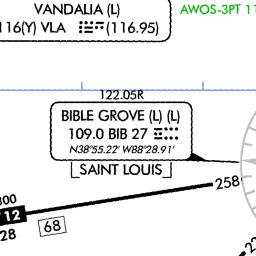 VANDALIA (L)
116(Y) VLA (116.95)
AWOS-3PT 11
122.05R
BIBLE GROVE (L) (L)
109.0 BIB 27
N38°55.22' W88°28.91'
SAINT LOUIS
258
300
12
28
68
22